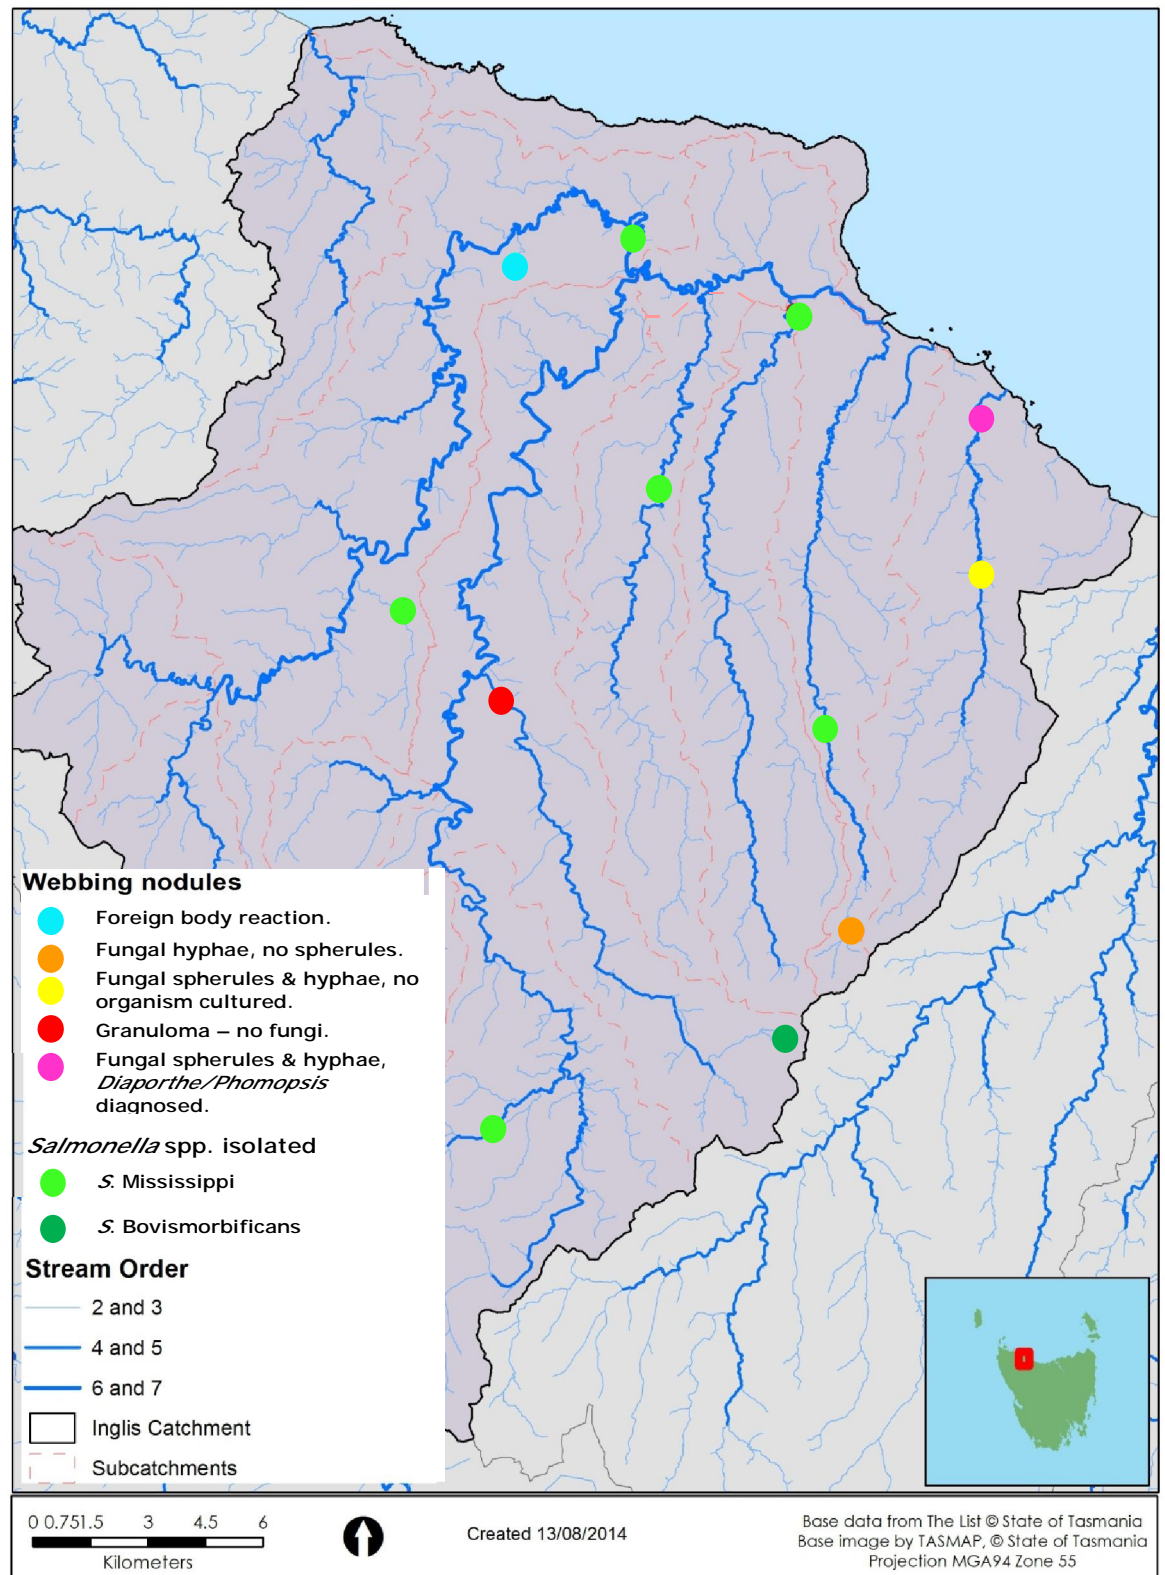 Webbing nodules
Foreign body reaction.
Fungal hyphae, no spherules.
Fungal spherules & hyphae, no
organism cultured.
Granuloma – no fungi.
Fungal spherules & hyphae,
Diaporthe/Phomopsis
diagnosed.
Salmonella spp. isolated
S. Mississippi
S. Bovismorbificans
Stream Order
2 and 3
4 and 5
6 and 7
Inglis Catchment
Subcatchments
0 0.751.5 3 4.5 6
Kilometers
Created 13/08/2014
Base data from The List © State of Tasmania
Base image by TASMAP, © State of Tasmania
Projection MGA94 Zone 55